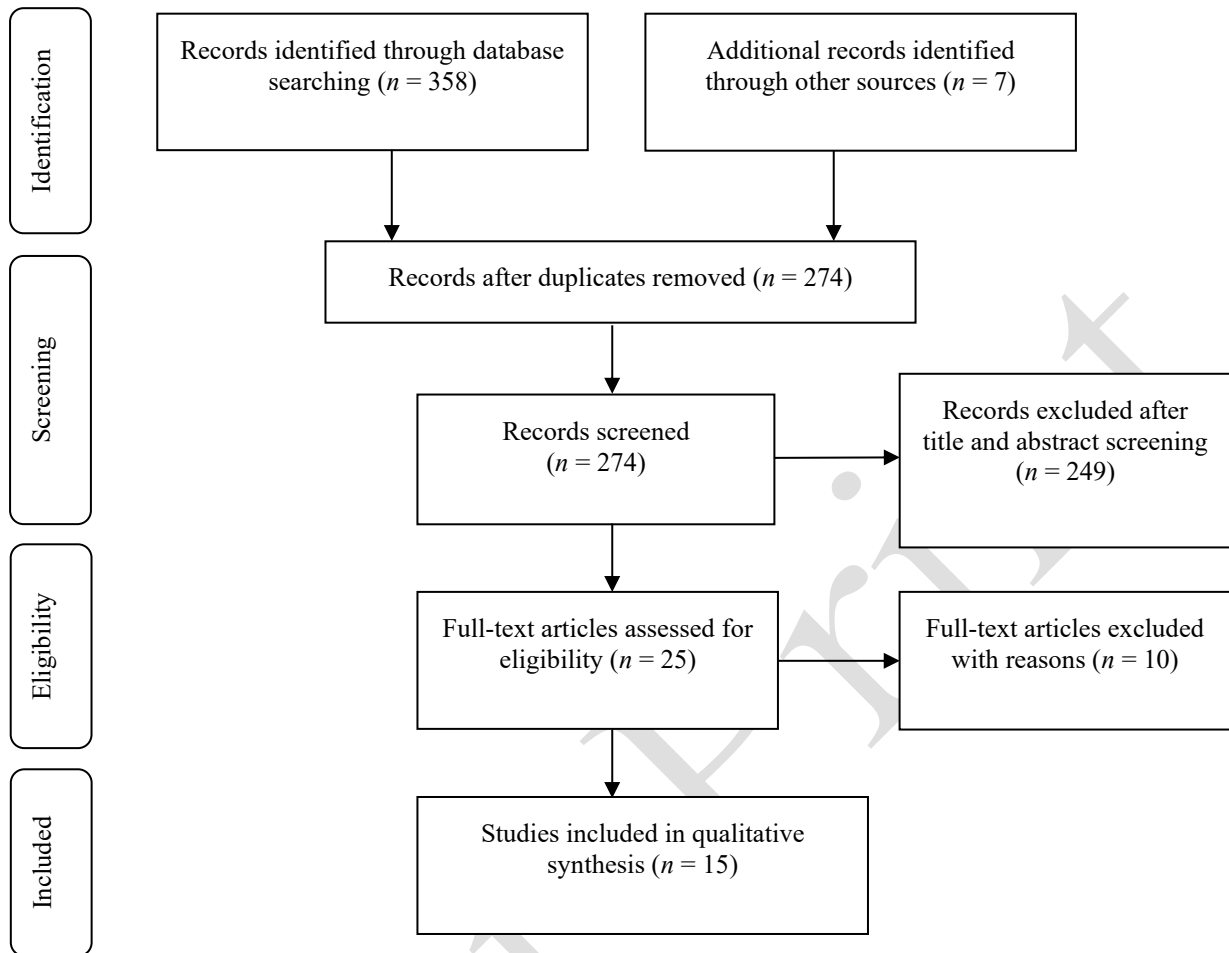 Identification
Records identified through database
searching (n = 358)
Additional records identified
through other sources (n = 7)
Records after duplicates removed (n = 274)
Screening
Records screened
(n = 274)
Records excluded after
title and abstract screening
(n = 249)
Eligibility
Full-text articles assessed for
eligibility (n = 25)
Full-text articles excluded
with reasons (n = 10)
Included
Studies included in qualitative
synthesis (n = 15)